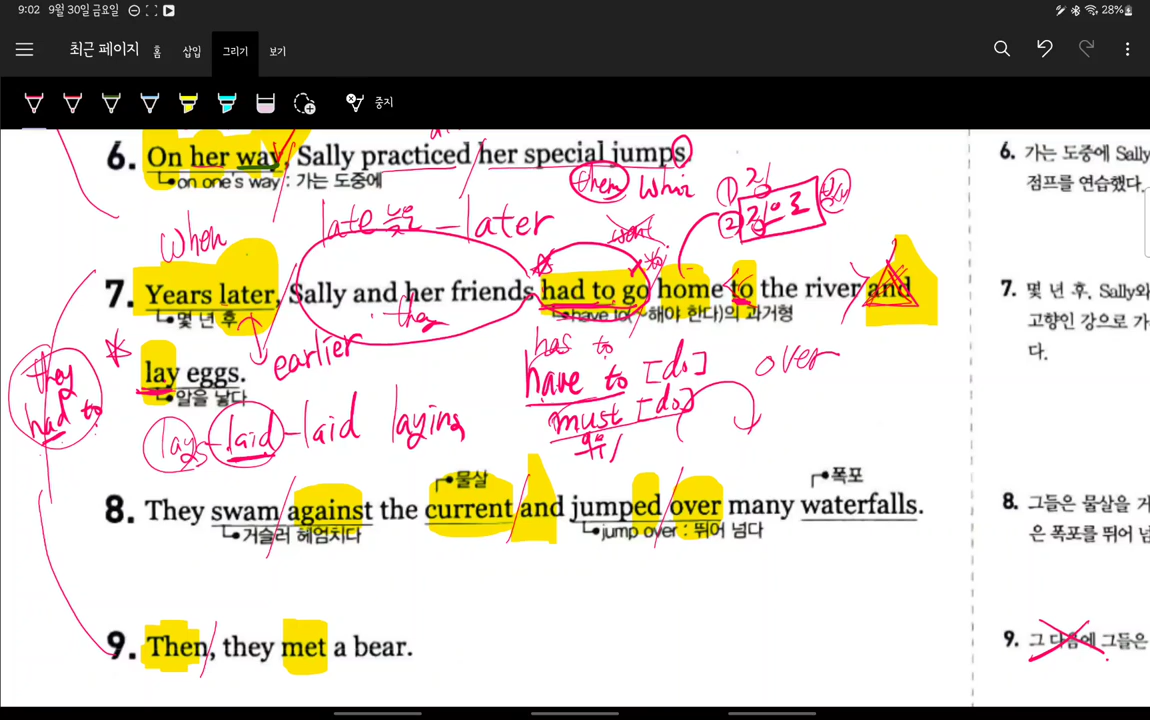 9:02 9월 30일 금요일 28%
최근 페이지 홈 삽입 그리기 보기
중지
6. On her way, Sally practiced her special jumps.
on one's way : 가는 도중에
them
When
late 늦은 - later
① 집
② 집으로
7. Years later, Sally and her friends had to go home to the river and
몇 년 후
have to(~해야 한다)의 과거형
they
earlier
has to
have to [do]
over
they
had to
lay eggs.
알을 낳다
must [do]
lay - laid - laid laying
물살
폭포
8. They swam against the current and jumped over many waterfalls.
거슬러 헤엄치다
jump over : 뛰어 넘다
9. Then, they met a bear.
6. 가는 도중에 Sally
점프를 연습했다.
7. 몇 년 후, Sally와
고향인 강으로 가
다.
8. 그들은 물살을 거
은 폭포를 뛰어 넘
9. 그 다음에 그들은